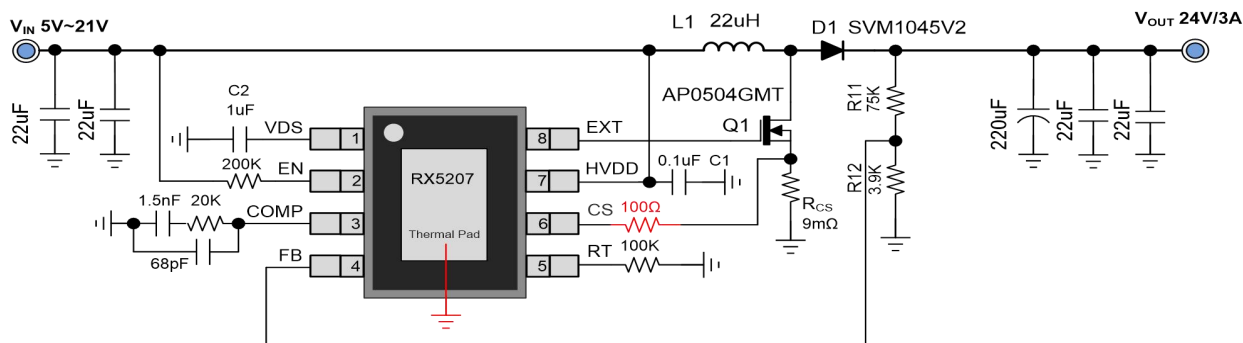 VIN 5V~21V
L1 22uH
D1 SVM1045V2
VOUT 24V/3A
22uF
22uF
C2
1uF
VDS
1
EN
200K
2
1.5nF
20K
COMP
3
68pF
FB
4
RX5207
Thermal Pad
8
EXT
7
HVDD
0.1uF
C1
6
CS
100Ω
5
RT
100K
AP0504GMT
Q1
RCS
9mΩ
R11
75K
R12
3.9K
220uF
22uF
22uF